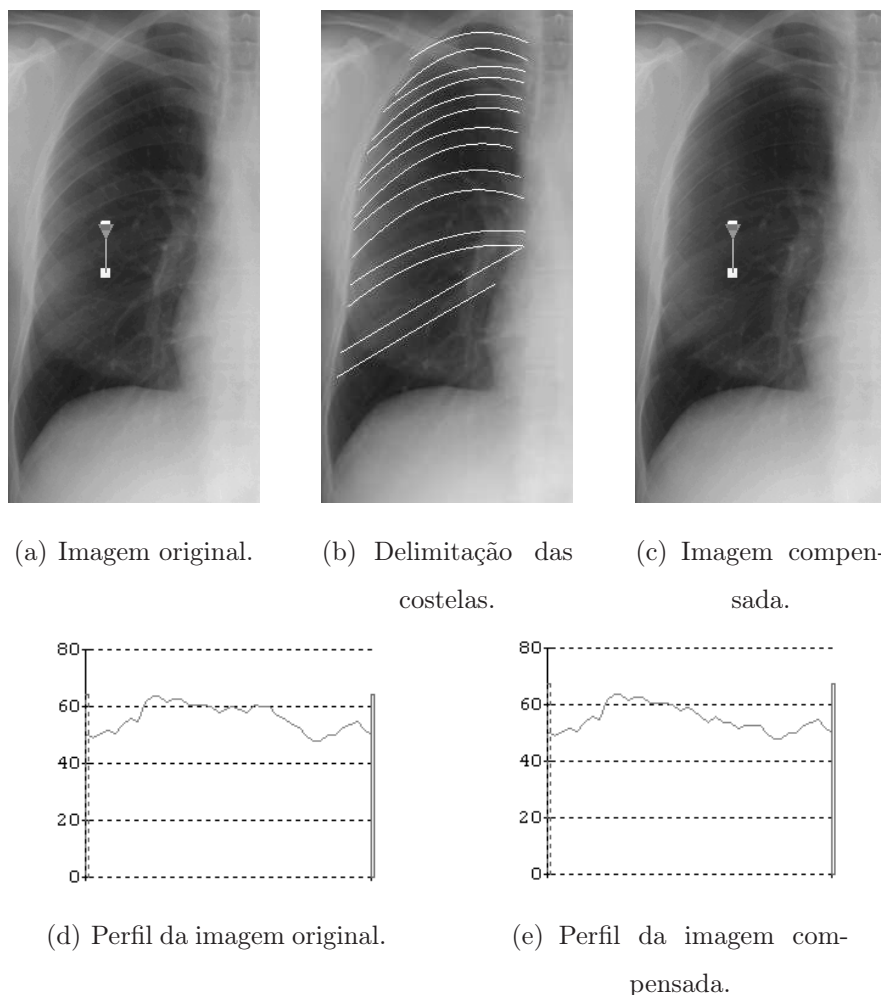 (a) Imagem original.
(b) Delimitação das
costelas.
(c) Imagem compen-
sada.
80
60
40
20
0
(d) Perfil da imagem original.
80
60
40
20
0
(e) Perfil da imagem com-
pensada.